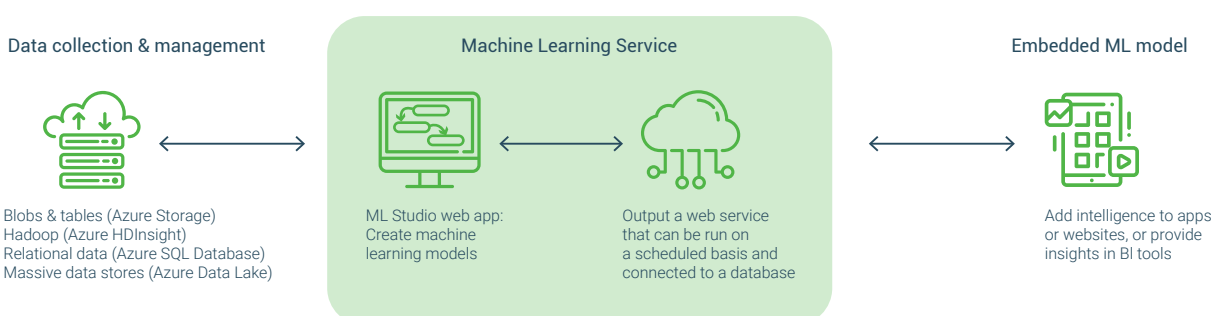 Data collection & management
Machine Learning Service
Embedded ML model
Blobs & tables (Azure Storage)
Hadoop (Azure HDInsight)
Relational data (Azure SQL Database)
Massive data stores (Azure Data Lake)
ML Studio web app:
Create machine
learning models
Output a web service
that can be run on
a scheduled basis and
connected to a database
Add intelligence to apps
or websites, or provide
insights in BI tools